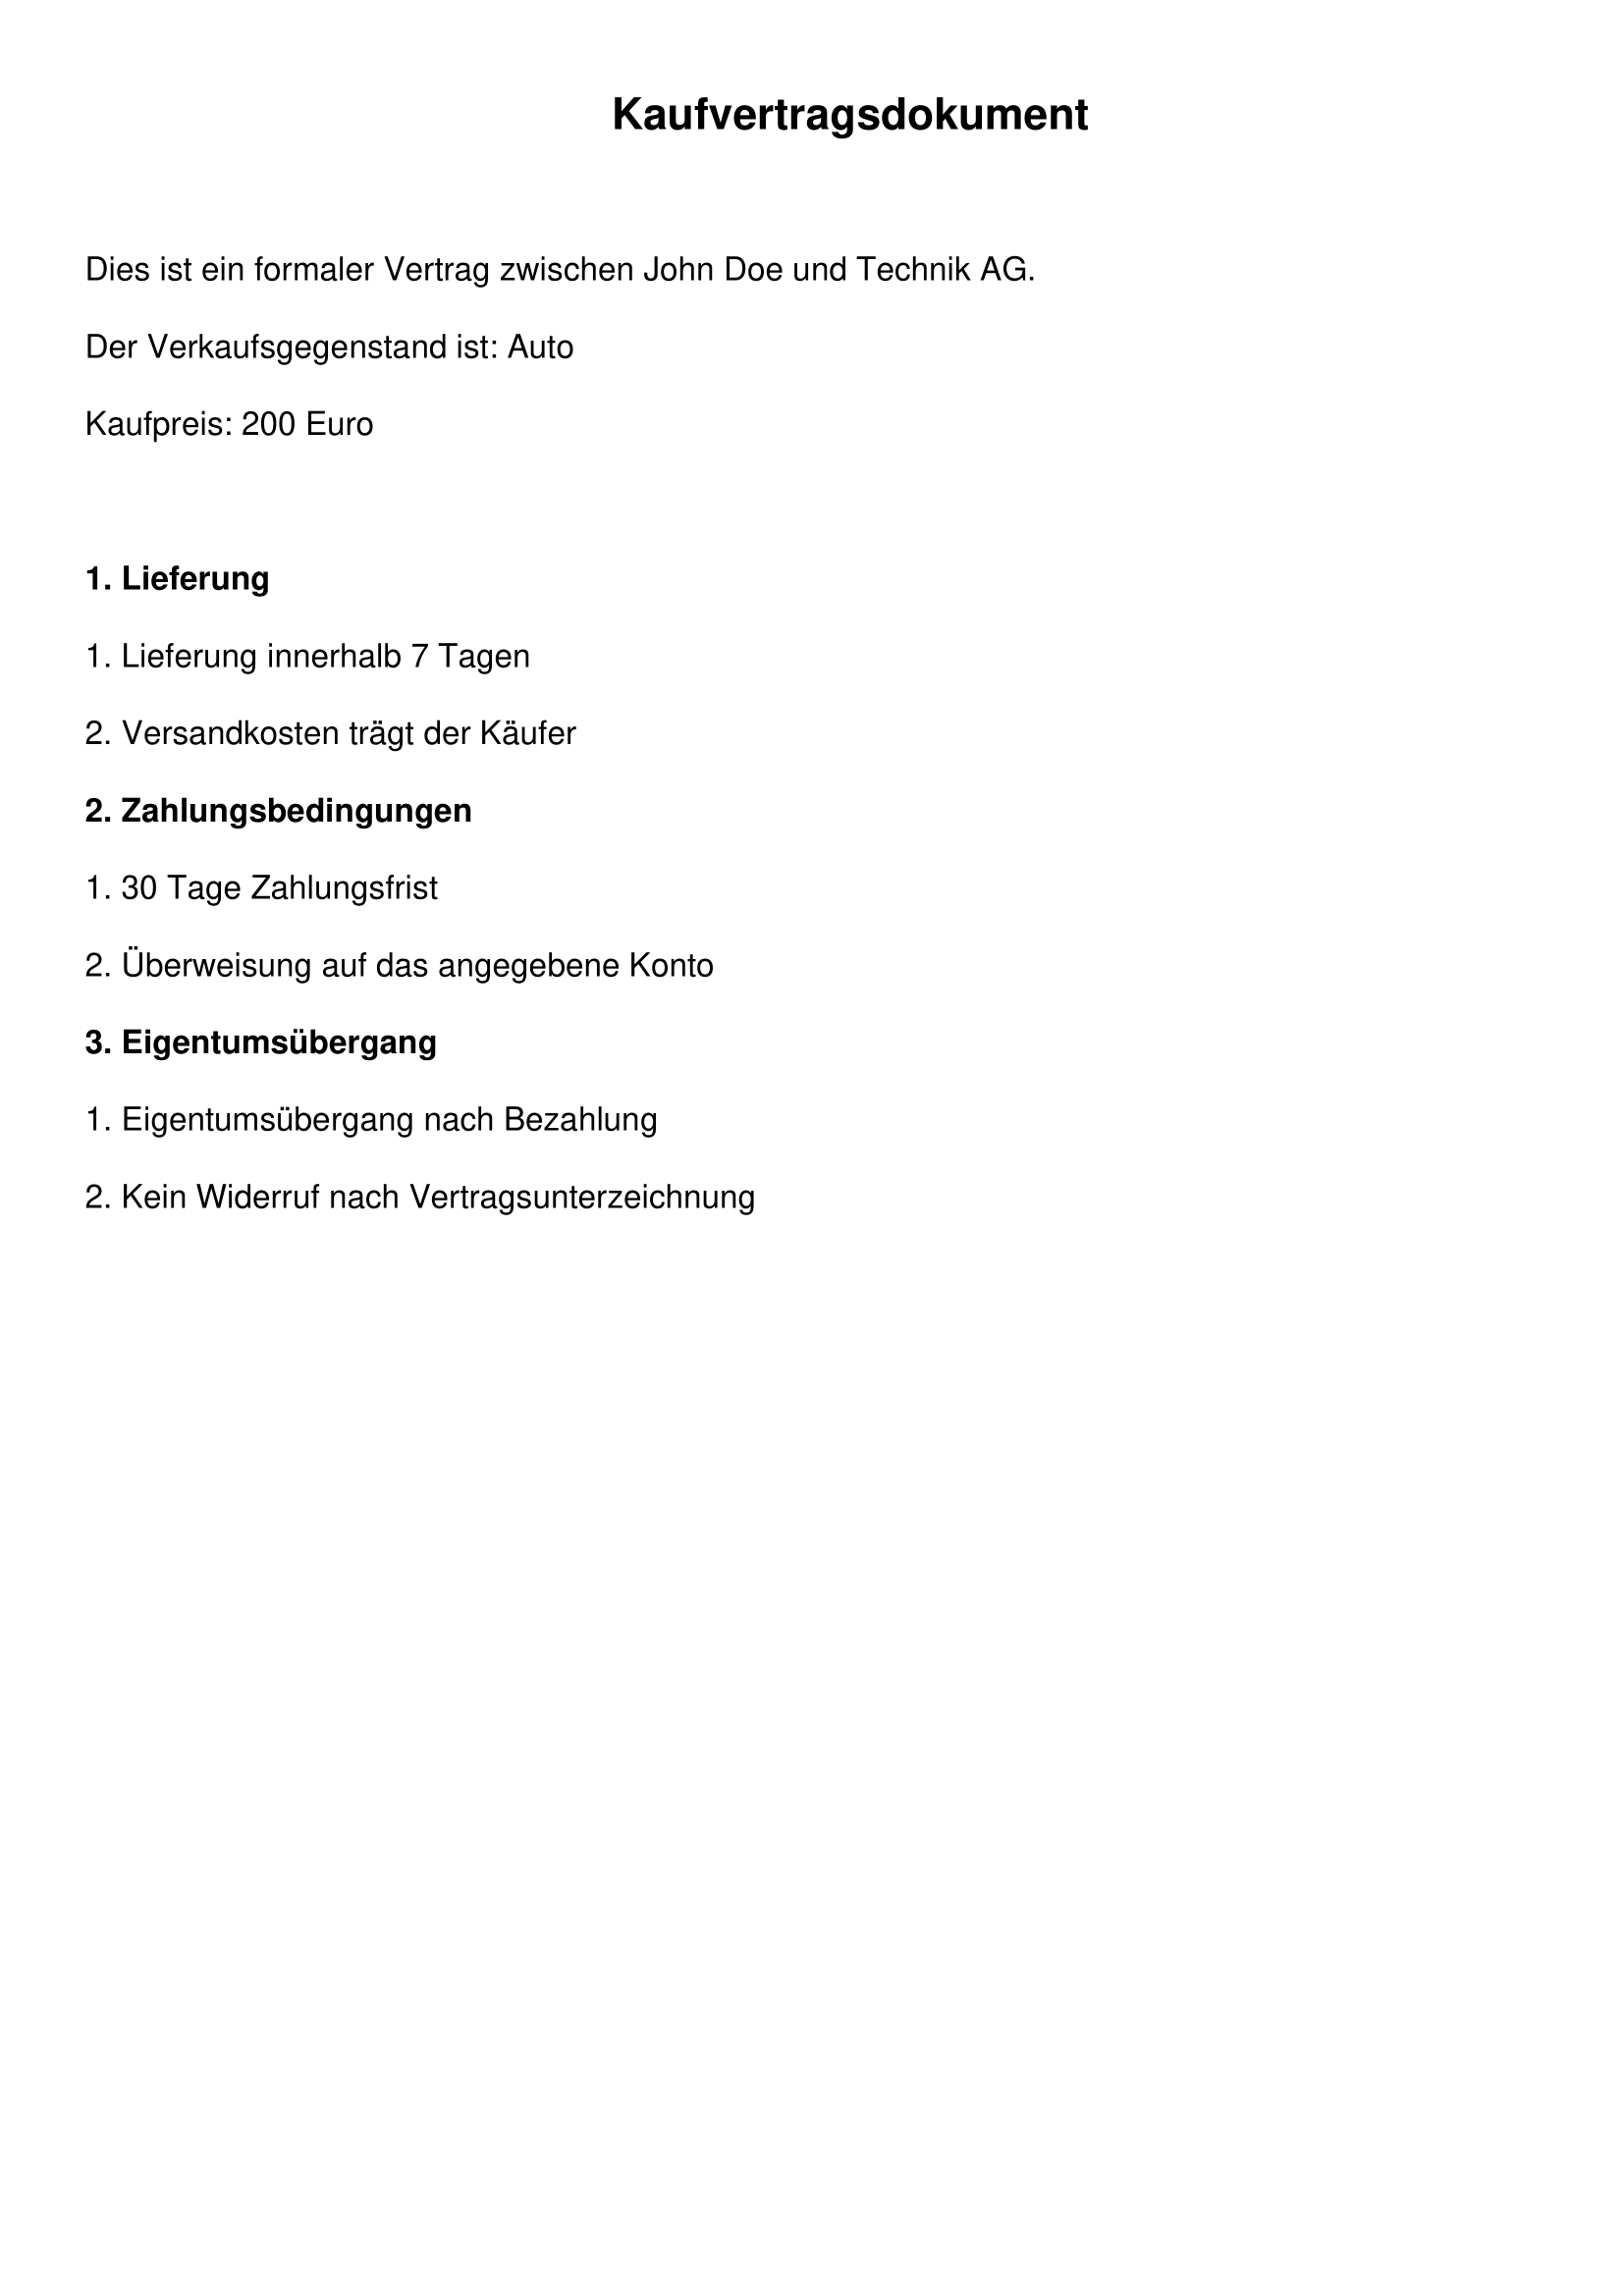 Kaufvertragsdokument
Dies ist ein formaler Vertrag zwischen John Doe und Technik AG.
Der Verkaufsgegenstand ist: Auto
Kaufpreis: 200 Euro
1. Lieferung
1. Lieferung innerhalb 7 Tagen
2. Versandkosten trägt der Käufer
2. Zahlungsbedingungen
1. 30 Tage Zahlungsfrist
2. Überweisung auf das angegebene Konto
3. Eigentumsübergang
1. Eigentumsübergang nach Bezahlung
2. Kein Widerruf nach Vertragsunterzeichnung